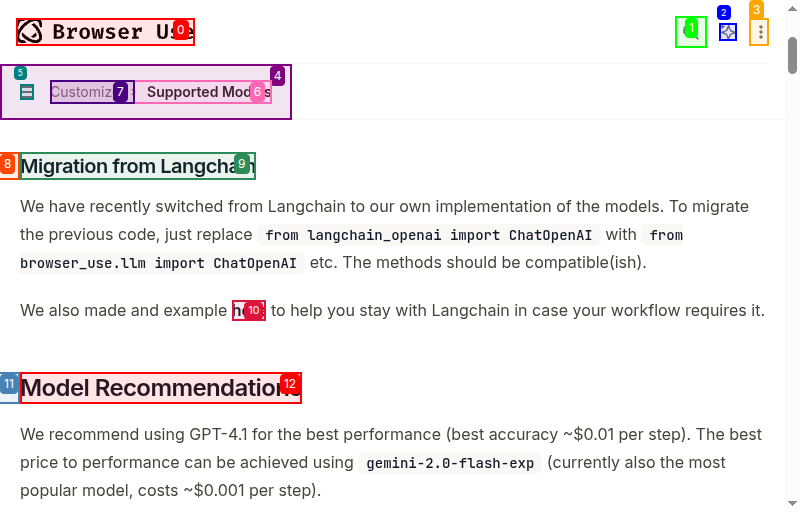 Browser Use
0
1
2
3
4
5
Customiz
7
Supported Models
6
8
Migration from Langchain
9
We have recently switched from Langchain to our own implementation of the models. To migrate
the previous code, just replace from langchain_openai import ChatOpenAI with from
browser_use.llm import ChatOpenAI etc. The methods should be compatible(ish).
We also made and example here to help you stay with Langchain in case your workflow requires it.
10
11
Model Recommendations
12
We recommend using GPT-4.1 for the best performance (best accuracy ~$0.01 per step). The best
price to performance can be achieved using gemini-2.0-flash-exp (currently also the most
popular model, costs ~$0.001 per step).